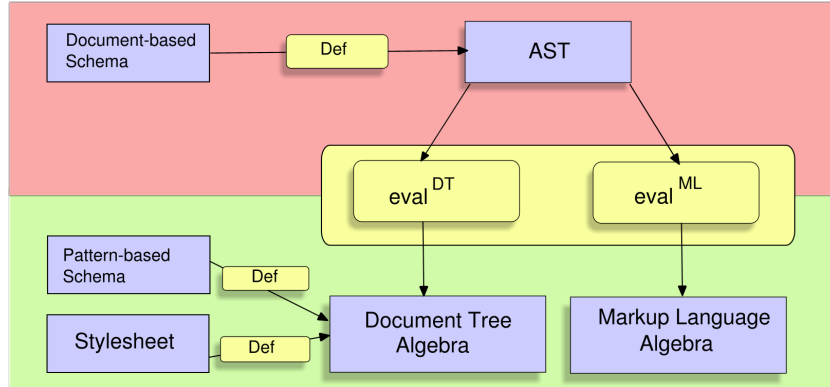 Document-based
Schema
Def
AST
eval DT
eval ML
Pattern-based
Schema
Def
Stylesheet
Def
Document Tree
Algebra
Markup Language
Algebra